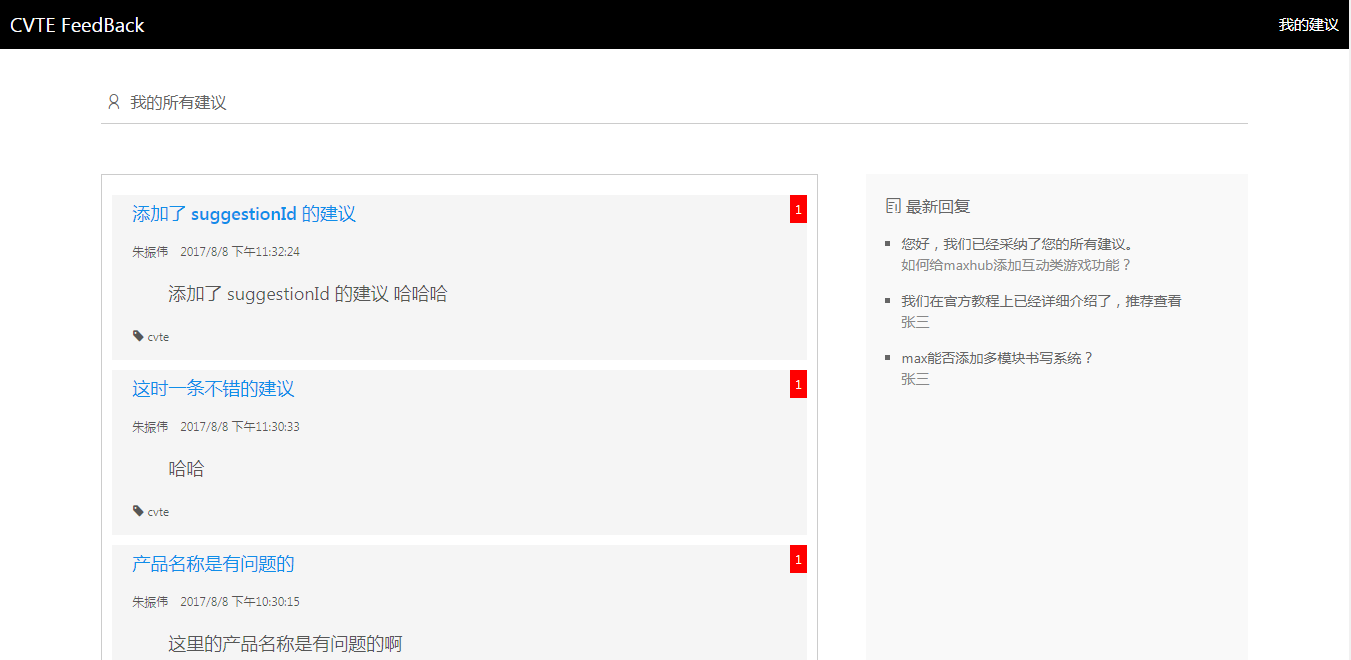 CVTE FeedBack
我的建议
我的所有建议
添加了 suggestionId 的建议
1
朱振伟 2017/8/8 下午11:32:24
添加了 suggestionId 的建议 哈哈哈
cvte
这时一条不错的建议
1
朱振伟 2017/8/8 下午11:30:33
哈哈
cvte
产品名称是有问题的
1
朱振伟 2017/8/8 下午10:30:15
这里的产品名称是有问题的啊
最新回复
您好，我们已经采纳了您的所有建议。
如何给maxhub添加互动类游戏功能？
我们在官方教程上已经详细介绍了，推荐查看
张三
max能否添加多模块书写系统？
张三